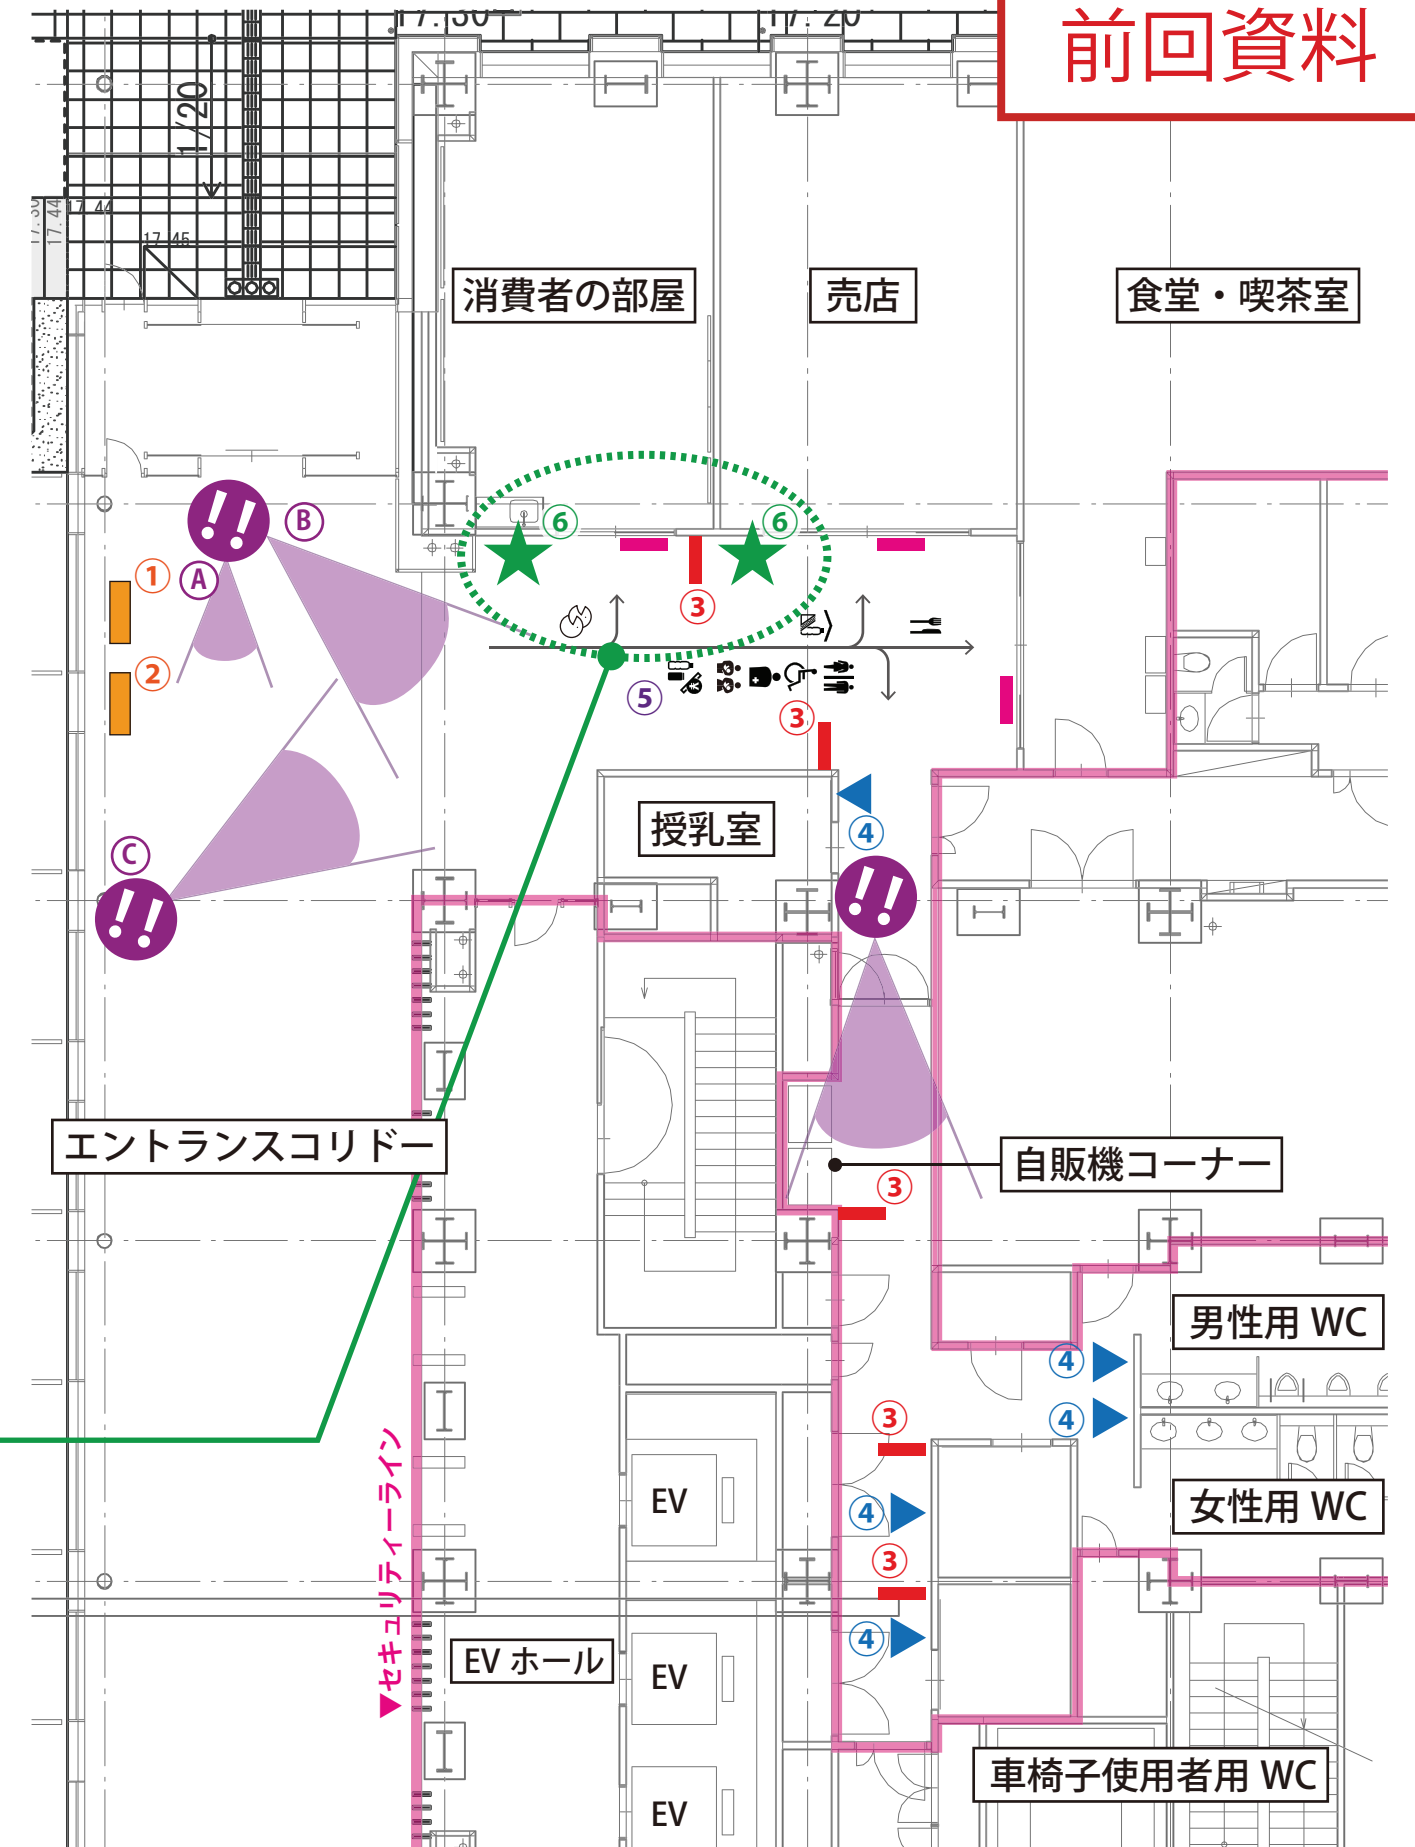 前回資料
17.30
17.20
1/20
17.30
17.44
17.44
17.45
消費者の部屋
売店
食堂・喫茶室
!!
B
⑥
⑥
①
A
③
②
⑤
③
授乳室
④
C
!!
!!
エントランスコリドー
自販機コーナー
③
男性用 WC
④
④
③
▼セキュリティーライン
EV
女性用 WC
④
③
④
EV ホール
EV
車椅子使用者用 WC
EV